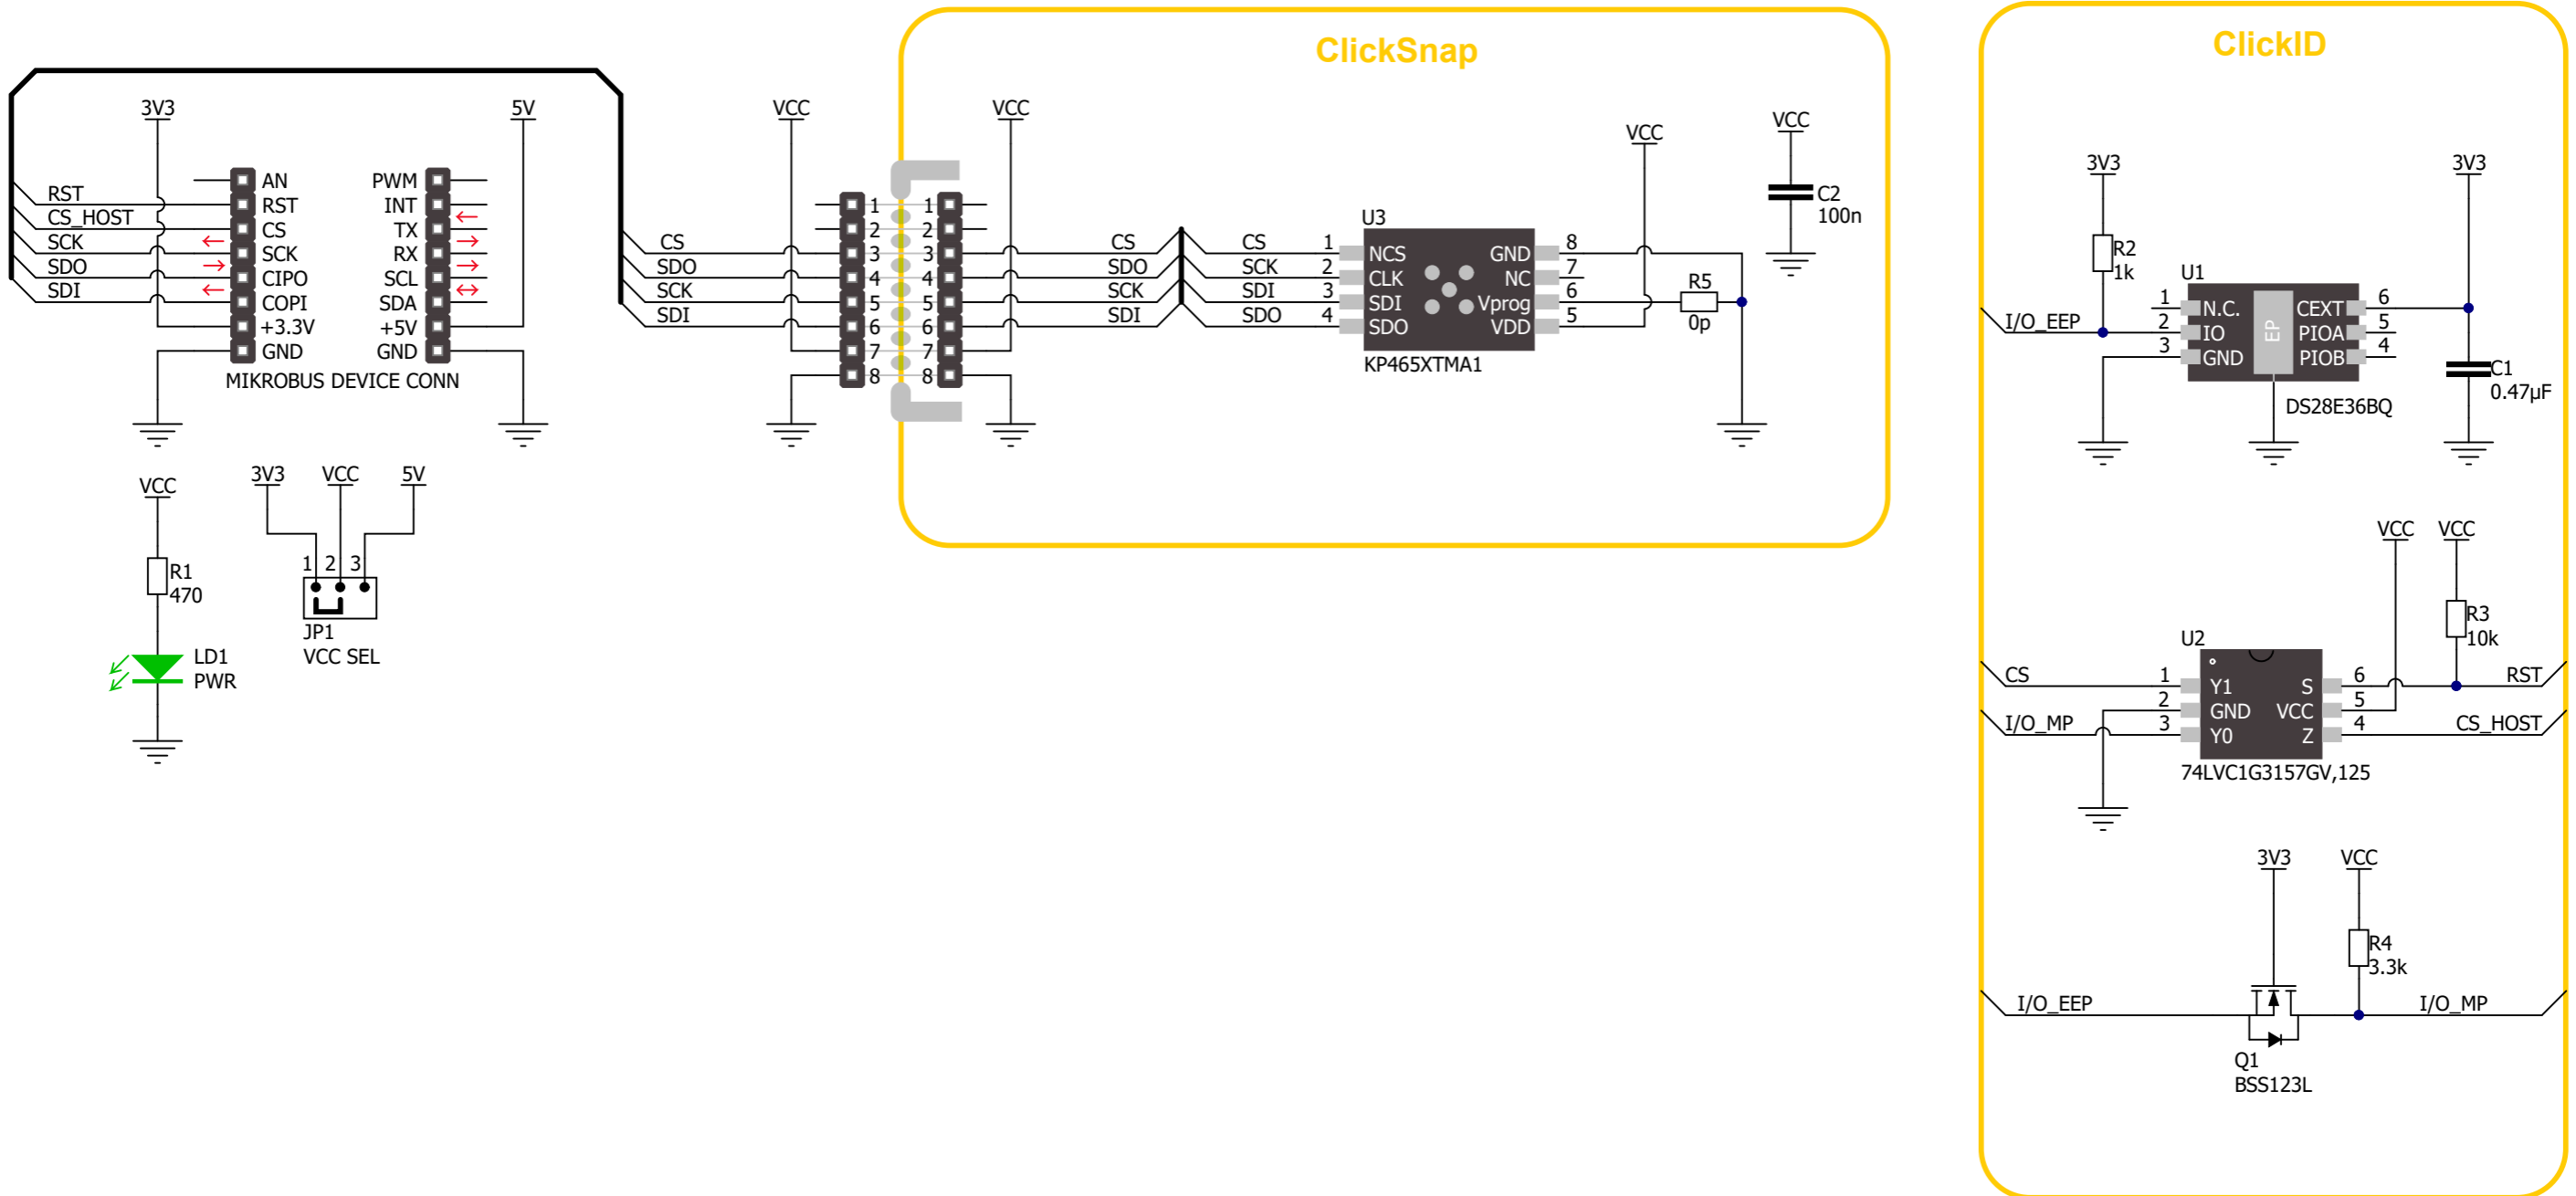 ClickSnap
ClickID
3V3
5V
RST
CS_HOST
SCK
SDO
SDI
AN
RST
CS
SCK
CIPO
COPI
+3.3V
GND
PWM
INT
TX
RX
SCL
SDA
+5V
GND
MIKROBUS DEVICE CONN
VCC
R1
470
LD1
PWR
3V3
VCC
5V
1 2 3
JP1
VCC SEL
VCC
VCC
CS
SDO
SCK
SDI
1 1
2 2
3 3
4 4
5 5
6 6
7 7
8 8
CS
SDO
SCK
SDI
CS
SCK
SDI
SDO
U3
1 NCS GND 8
2 CLK NC 7
3 SDI Vprog 6
4 SDO VDD 5
KP465XTMA1
VCC
R5
0p
VCC
C2
100n
3V3
R2
1k
I/O_EEP
U1
1 N.C. CEXT 6
2 IO PIOA 5
3 GND PIOB 4
EP
DS28E36BQ
3V3
C1
0.47µF
VCC
VCC
R3
10k
U2
CS
I/O_MP
1 Y1 S 6
2 GND VCC 5
3 Y0 Z 4
RST
CS_HOST
74LVC1G3157GV,125
3V3
VCC
R4
3.3k
I/O_EEP
I/O_MP
Q1
BSS123L